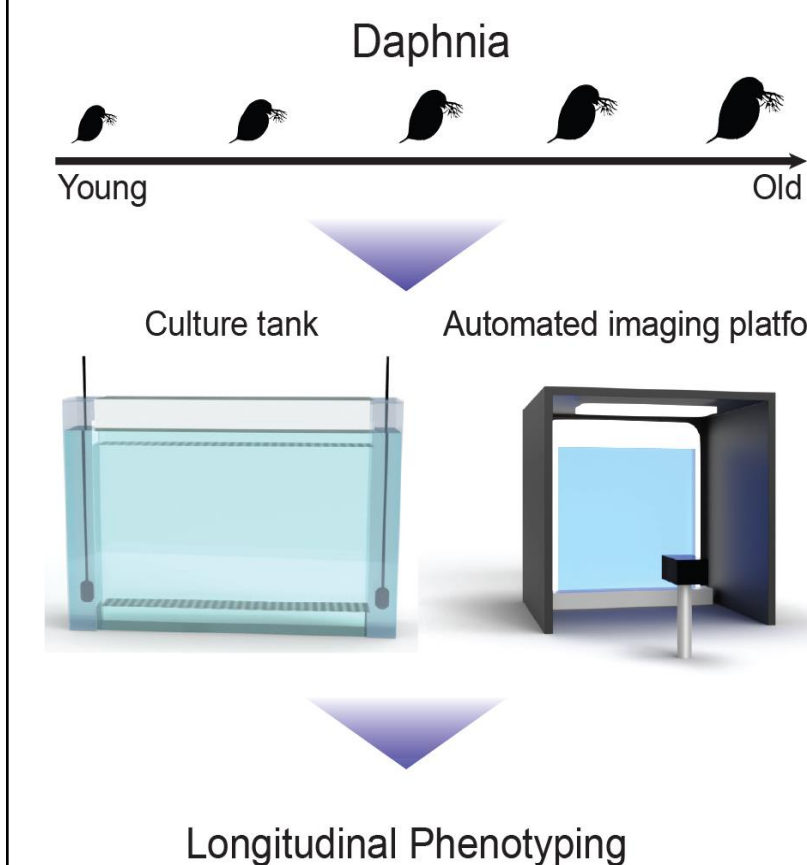 Daphnia
Young Old
Culture tank Automated imaging platfo
Longitudinal Phenotyping